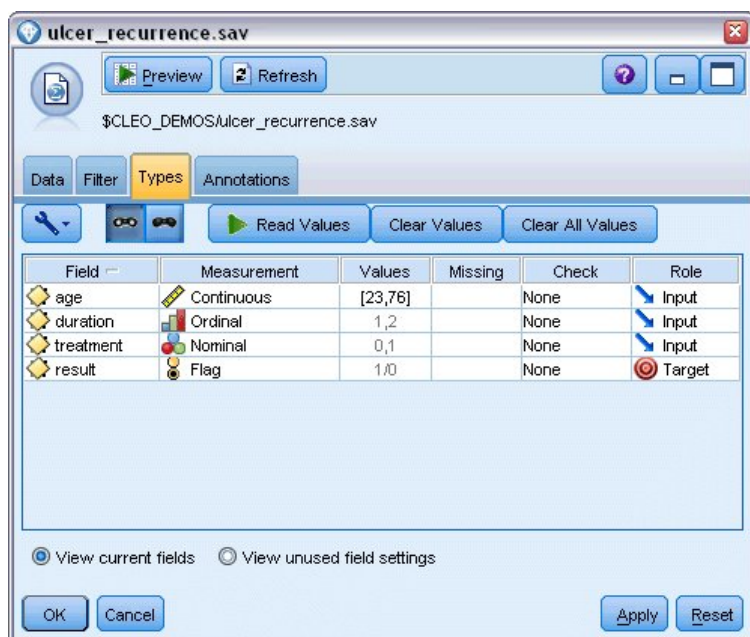 ulcer_recurrence.sav
Preview Refresh
$CLEO_DEMOS/ulcer_recurrence.sav
Data Filter Types Annotations
Read Values Clear Values Clear All Values
Field Measurement Values Missing Check Role
age Continuous [23,76] None Input
duration Ordinal 1,2 None Input
treatment Nominal 0,1 None Input
result Flag 1/0 None Target
View current fields View unused field settings
OK Cancel Apply Reset